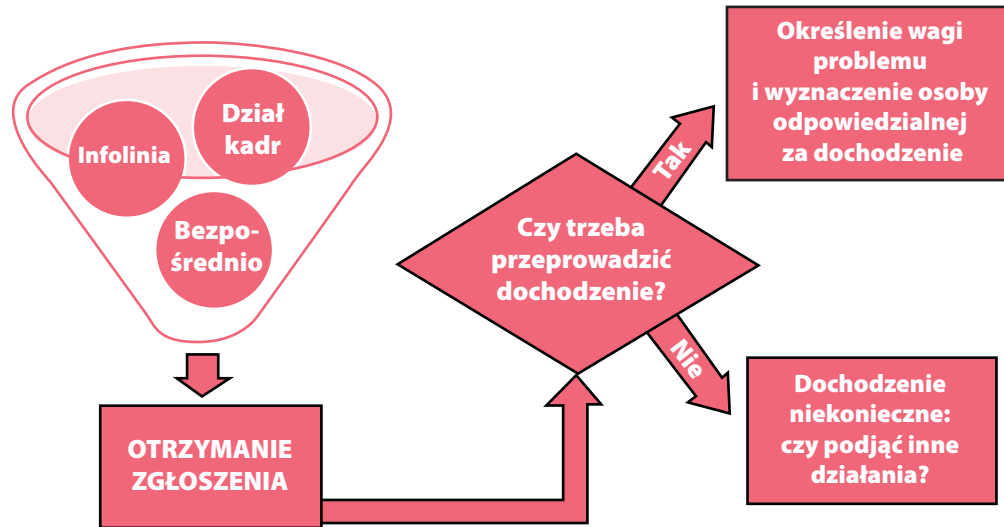 Infolinia
Dział
kadr
Bezpo-
średnio
OTRZYMANIE
ZGŁOSZENIA
Czy trzeba
przeprowadzić
dochodzenie?
Tak
Określenie wagi
problemu
i wyznaczenie osoby
odpowiedzialnej
za dochodzenie
Nie
Dochodzenie
niekonieczne:
czy podjąć inne
działania?